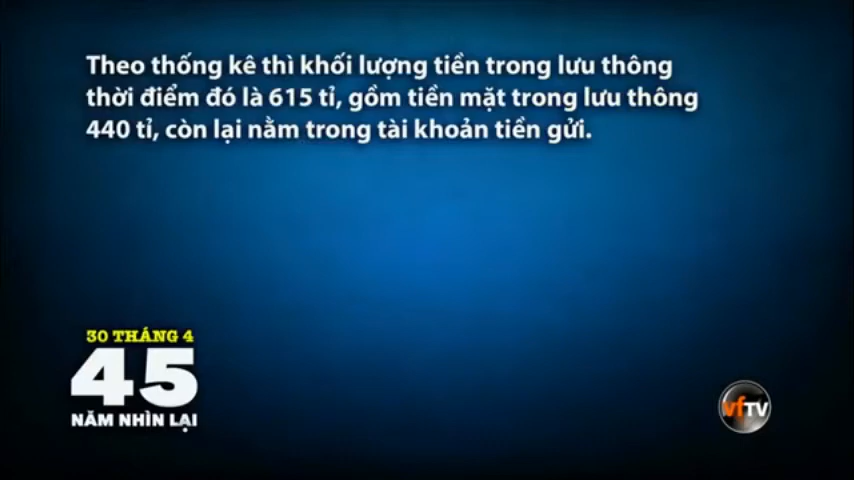 Theo thống kê thì khối lượng tiền trong lưu thông
thời điểm đó là 615 tỉ, gồm tiền mặt trong lưu thông
440 tỉ, còn lại nằm trong tài khoản tiền gửi.
30 THÁNG 4
45
NĂM NHÌN LẠI
vfTV